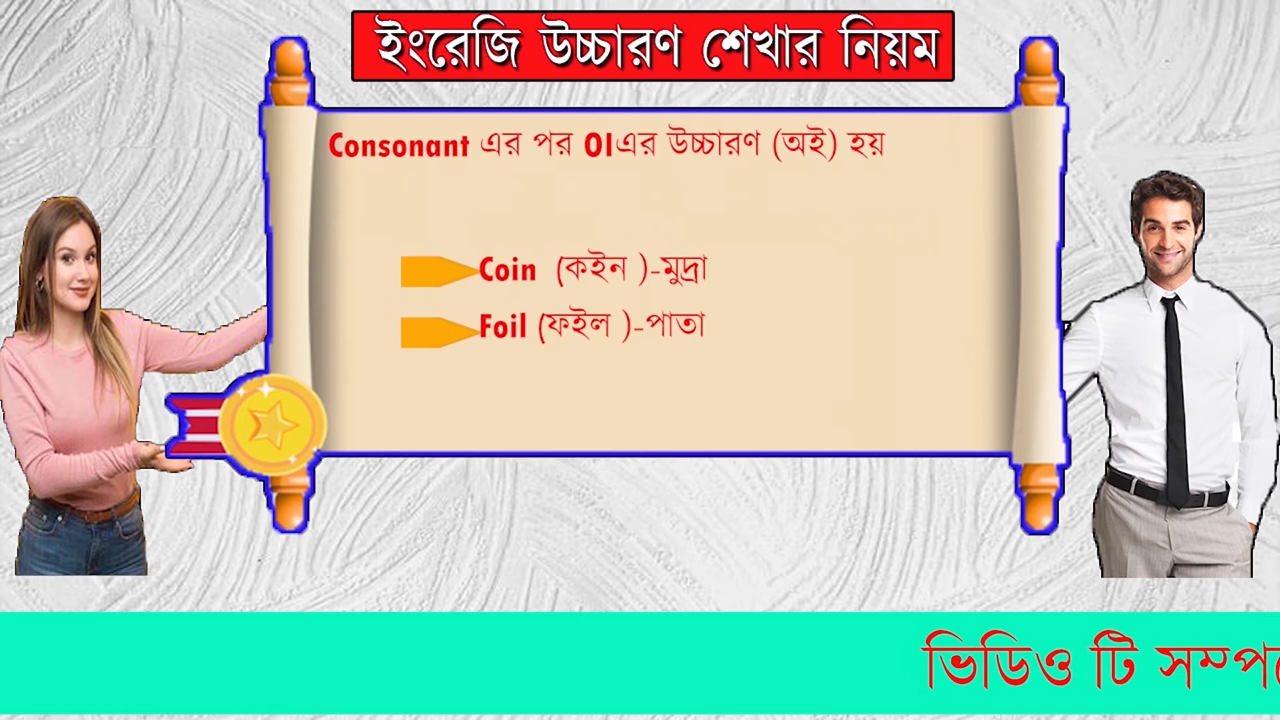 ইংরেজি উচ্চারণ শেখার নিয়ম
Consonant এর পর OIএর উচ্চারণ (অই) হয়
Coin (কইন )-মুদ্রা
Foil (ফইল )-পাতা
ভিডিও টি